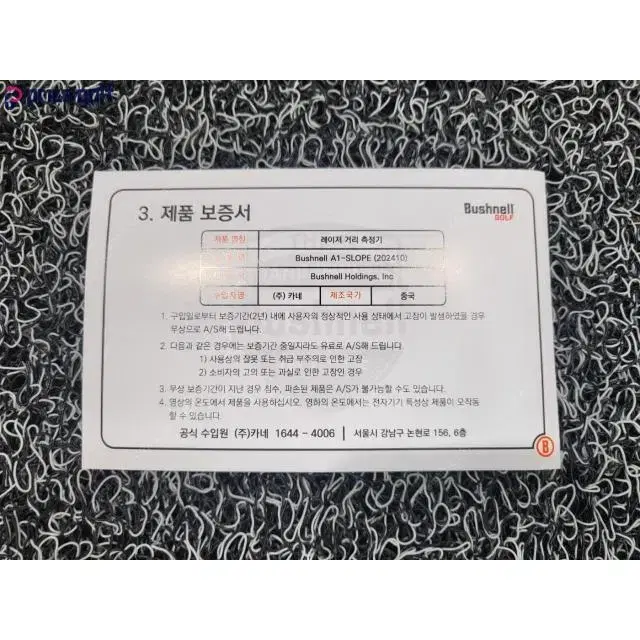 3. 제품 보증서
Bushnell
GOLF
제품 명칭 레이저 거리 측정기
Bushnell A1-SLOPE (202410)
Bushnell Holdings, Inc
수입자명 (주) 카네 제조국가 중국
1. 구입일로부터 보증기간(2년) 내에 사용자의 정상적인 사용 상태에서 고장이 발생하였을 경우
무상으로 A/S해 드립니다.
2. 다음과 같은 경우에는 보증기간 중일지라도 유료로 A/S해 드립니다.
1) 사용상의 잘못 또는 취급 부주의로 인한 고장
2) 소비자의 고의 또는 과실로 인한 고장인 경우
3. 무상 보증기간이 지난 경우 침수, 파손된 제품은 A/S가 불가능할 수도 있습니다.
4. 영상의 온도에서 제품을 사용하십시오. 영하의 온도에서는 전자기기 특성상 제품이 오작동
할 수 있습니다.
공식 수입원 (주)카네 1644 - 4006 | 서울시 강남구 논현로 156, 6층
B